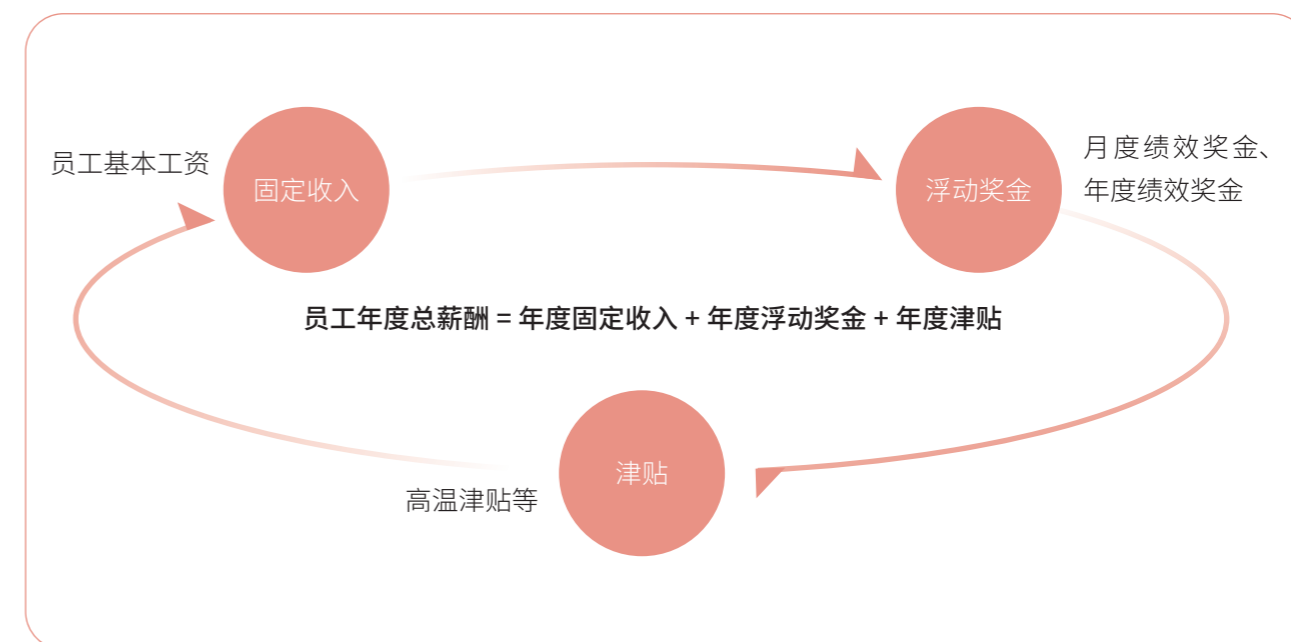 员工基本工资
固定收入
浮动奖金
月度绩效奖金、
年度绩效奖金
员工年度总薪酬 = 年度固定收入 + 年度浮动奖金 + 年度津贴
津贴
高温津贴等